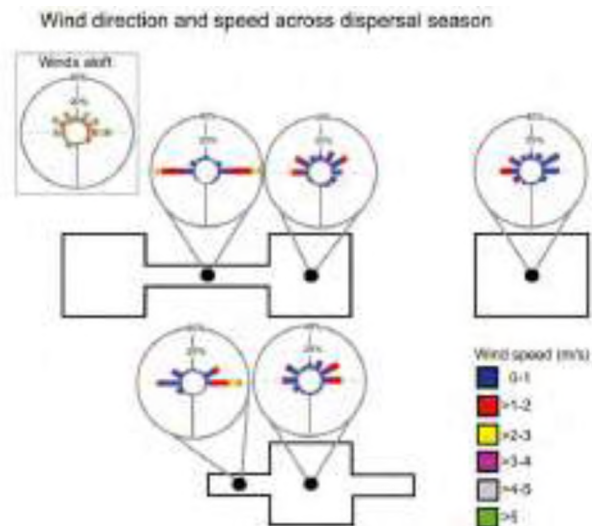 Wind direction and speed across dispersal season
Winds aloft
Wind speed (m/s)
0-1
>1-2
>2-3
>3-4
>4-5
>5